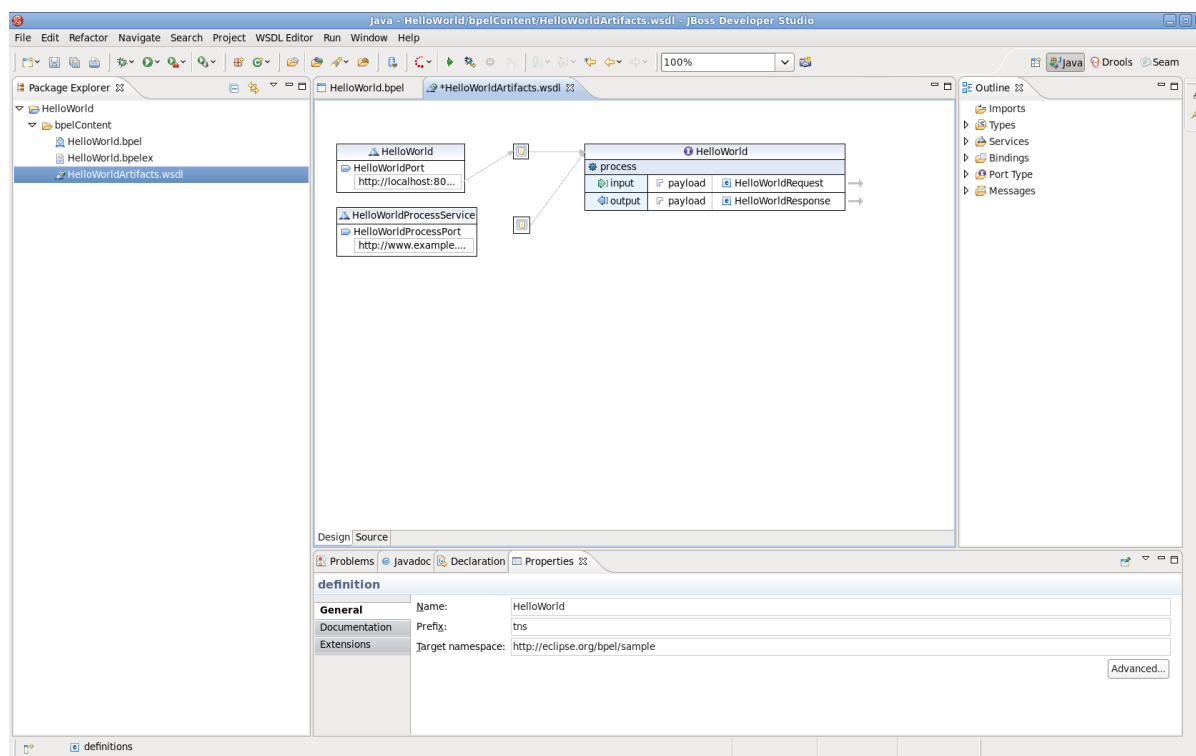 Java - HelloWorld/bpelContent/HelloWorldArtifacts.wsdl - JBoss Developer Studio
File Edit Refactor Navigate Search Project WSDL Editor Run Window Help
100%
Java Drools Seam
Package Explorer
HelloWorld
bpelContent
HelloWorld.bpel
HelloWorld.bpelex
HelloWorldArtifacts.wsdl
HelloWorld.bpel *HelloWorldArtifacts.wsdl
HelloWorld
HelloWorldPort
http://localhost:80...
HelloWorldProcessService
HelloWorldProcessPort
http://www.example....
HelloWorld
process
input payload HelloWorldRequest
output payload HelloWorldResponse
Design Source
Outline
Imports
Types
Services
Bindings
Port Type
Messages
Problems Javadoc Declaration Properties
definition
General
Documentation
Extensions
Name: HelloWorld
Prefix: tns
Target namespace: http://eclipse.org/bpel/sample
Advanced...
definitions